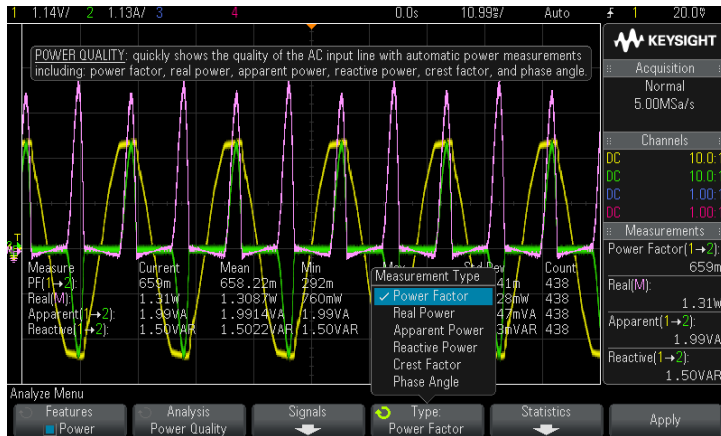 1 1.14V/ 2 1.13A/ 3 4 0.0s 10.99ms/ Auto 1 20.0V
POWER QUALITY: quickly shows the quality of the AC input line with automatic power measurements
including: power factor, real power, apparent power, reactive power, crest factor, and phase angle.
KEYSIGHT
Acquisition
Normal
5.00MSa/s
Channels
DC 10.0:1
DC 10.0:1
DC 1.00:1
DC 1.00:1
Measurements
Power Factor(1→2):
659m
Real(M):
1.31W
Apparent(1→2):
1.99VA
Reactive(1→2):
1.50VAR
Measure Current Mean Min Count
PF(1→2): 659m 658.22m 292m 438
Real(M): 1.31W 1.3087W 760mW 438
Apparent(1→2): 1.99VA 1.9914VA 1.99VA 438
Reactive(1→2): 1.50VAR 1.5022VAR 1.50VAR 438
Measurement Type
Power Factor
Real Power
Apparent Power
Reactive Power
Crest Factor
Phase Angle
Analyze Menu
Features
Power
Analysis
Power Quality
Signals
Type:
Power Factor
Statistics
Apply